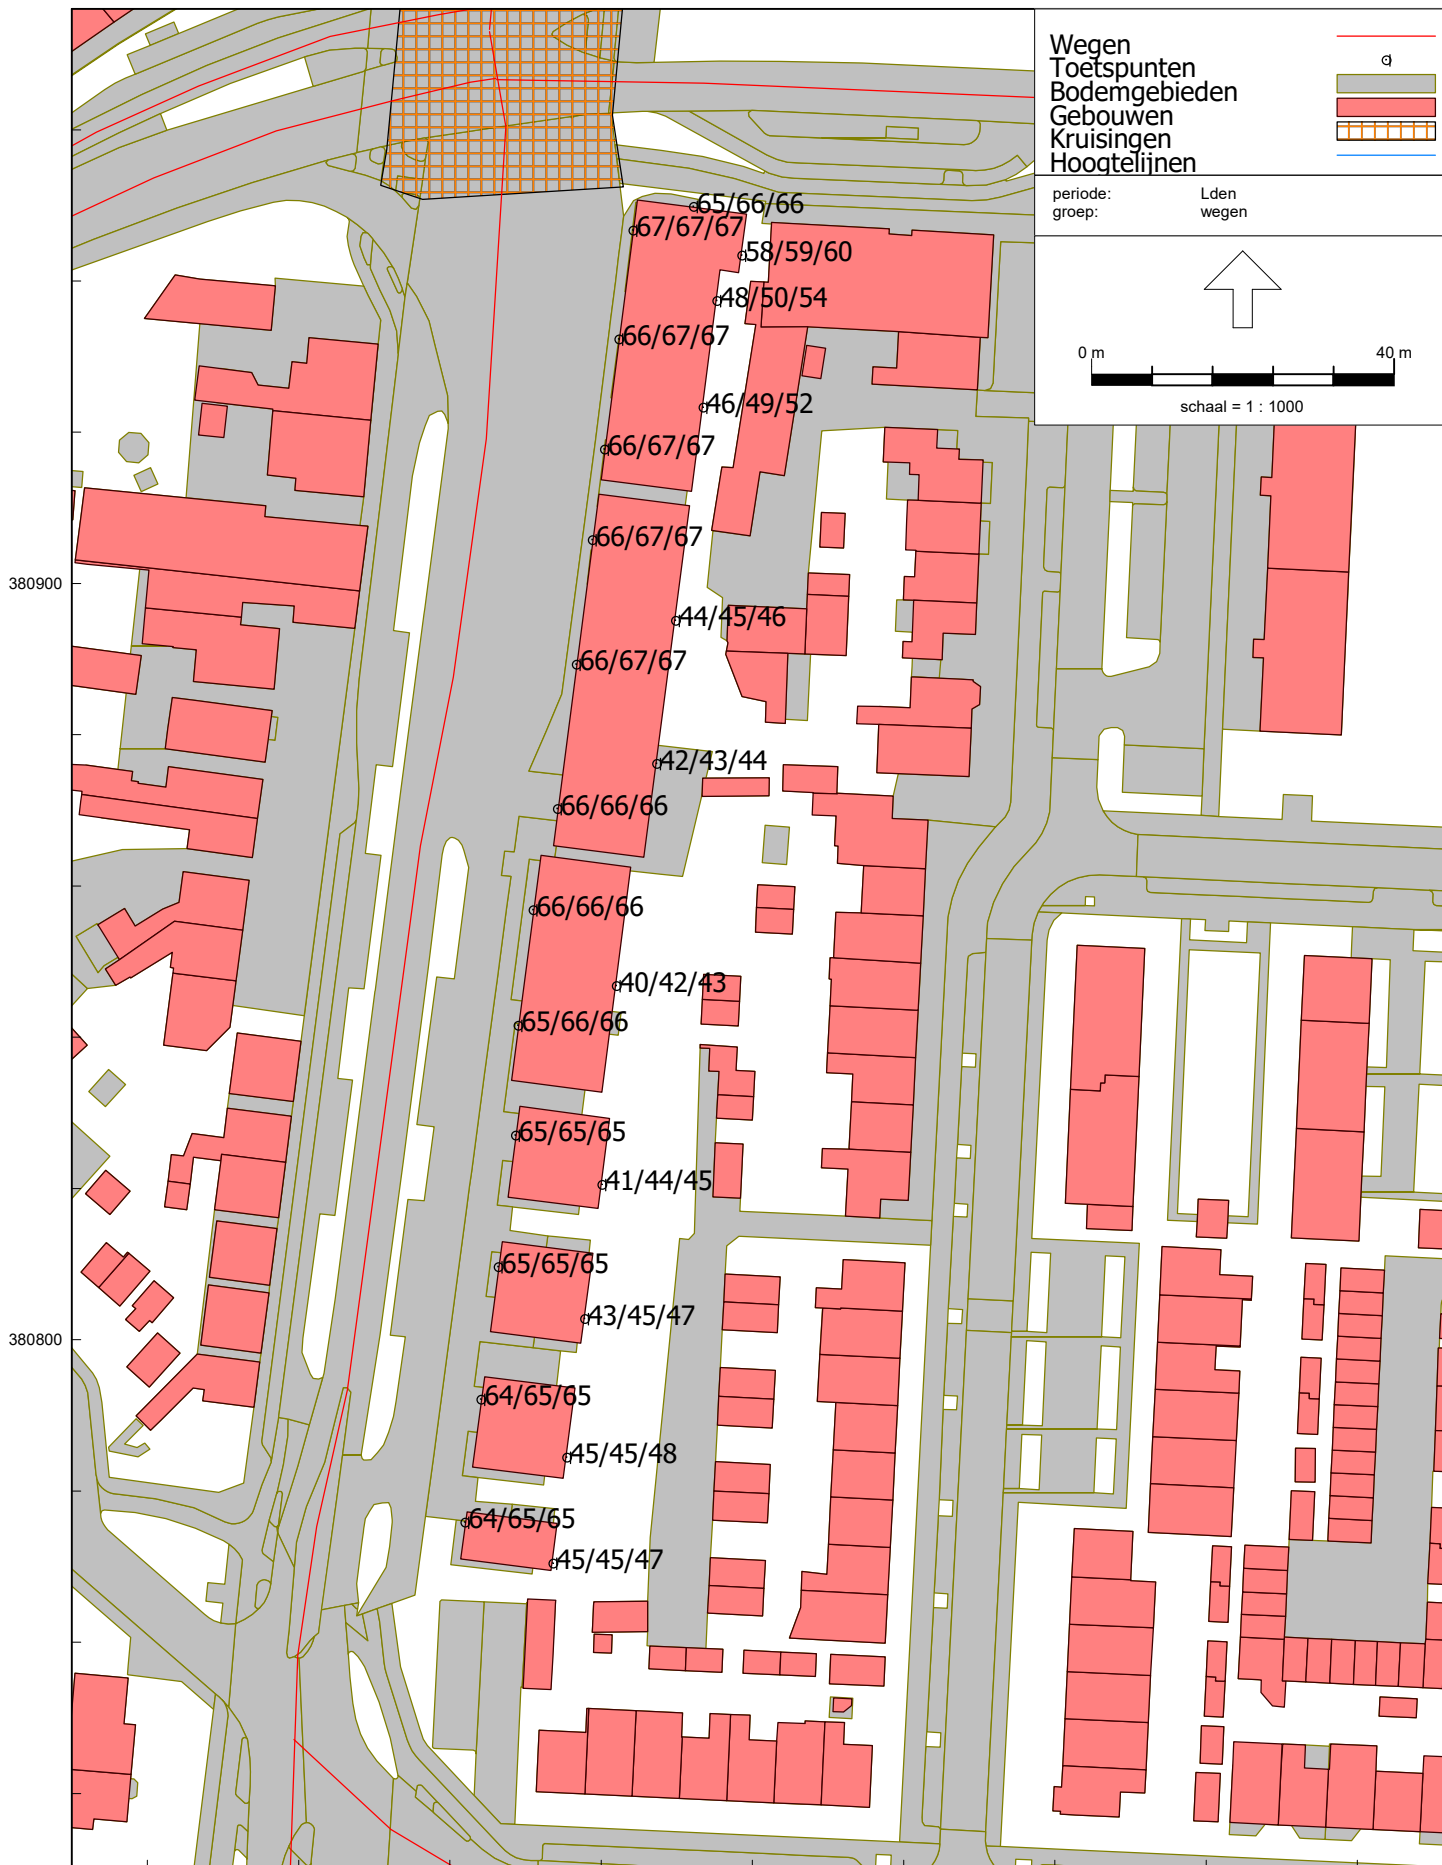 Wegen
Toetspunten
Bodemgebieden
Gebouwen
Kruisingen
Hoogtelijnen
periode: Lden
groep: wegen
0 m 40 m
schaal = 1 : 1000
65/66/66
67/67/67
58/59/60
48/50/54
66/67/67
46/49/52
66/67/67
66/67/67
380900
44/45/46
66/67/67
42/43/44
66/66/66
66/66/66
40/42/43
65/66/66
65/65/65
41/44/45
65/65/65
43/45/47
380800
64/65/65
45/45/48
64/65/65
45/45/47